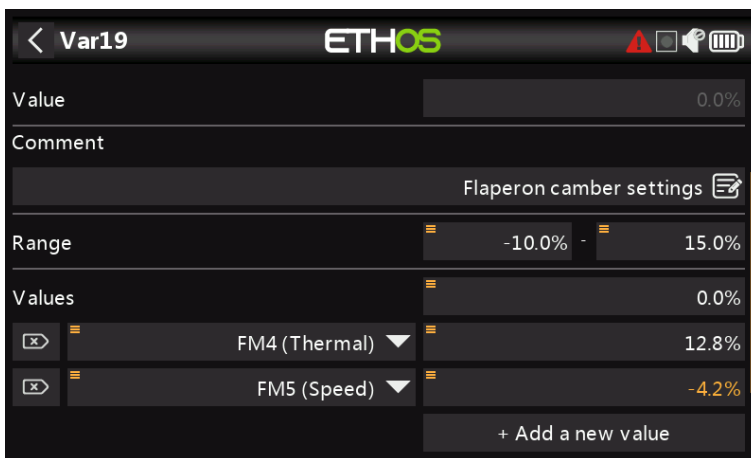 Var19 ETHOS
Value 0.0%
Comment
Flaperon camber settings
Range -10.0% - 15.0%
Values 0.0%
FM4 (Thermal) 12.8%
FM5 (Speed) -4.2%
+ Add a new value